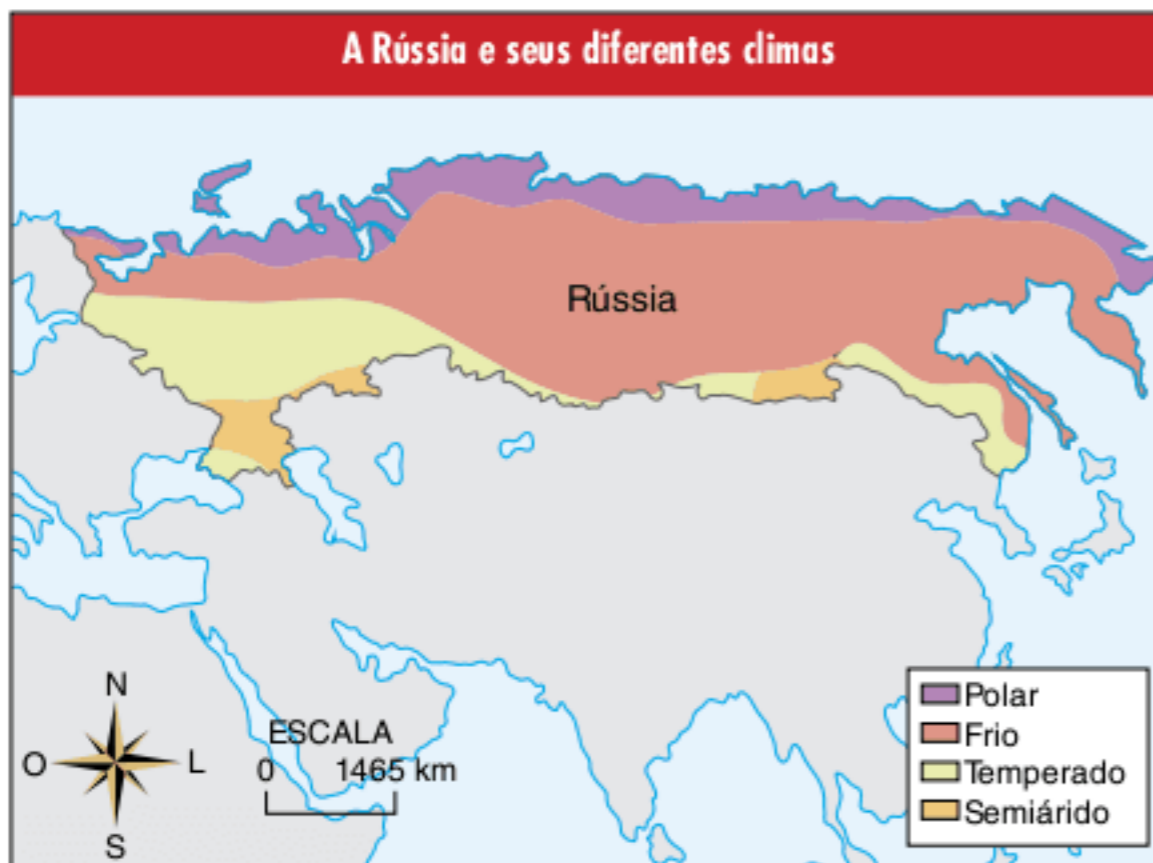 A Rússia e seus diferentes climas
Rússia
N
O
L
S
ESCALA
0 1465 km
Polar
Frio
Temperado
Semiárido